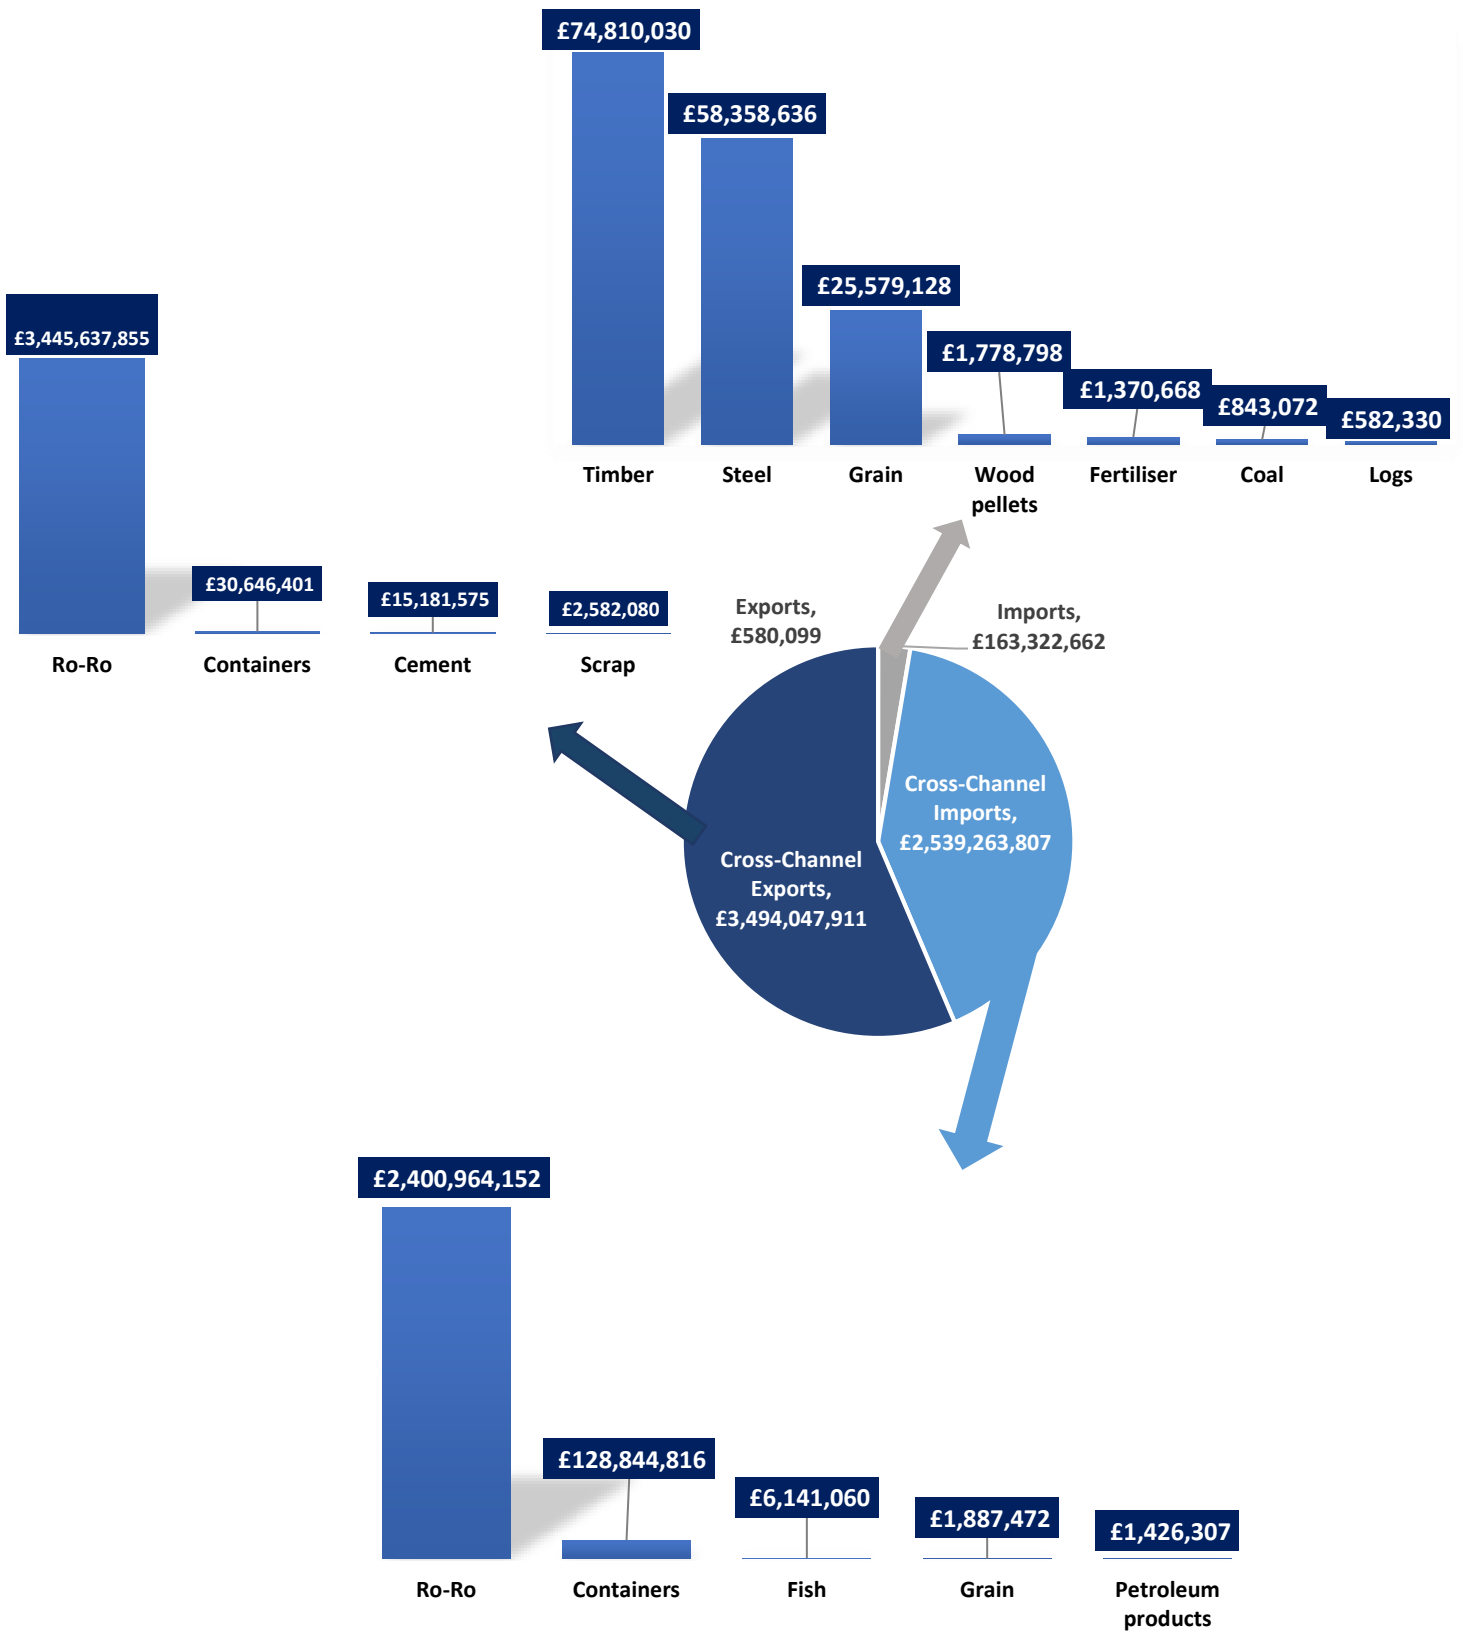 £74,810,030
£58,358,636
£25,579,128
£1,778,798
£1,370,668
£843,072
£582,330
Timber
Steel
Grain
Wood
pellets
Fertiliser
Coal
Logs
£3,445,637,855
£30,646,401
£15,181,575
£2,582,080
Ro-Ro
Containers
Cement
Scrap
Exports,
£580,099
Imports,
£163,322,662
Cross-Channel
Imports,
£2,539,263,807
Cross-Channel
Exports,
£3,494,047,911
£2,400,964,152
£128,844,816
£6,141,060
£1,887,472
£1,426,307
Ro-Ro
Containers
Fish
Grain
Petroleum
products